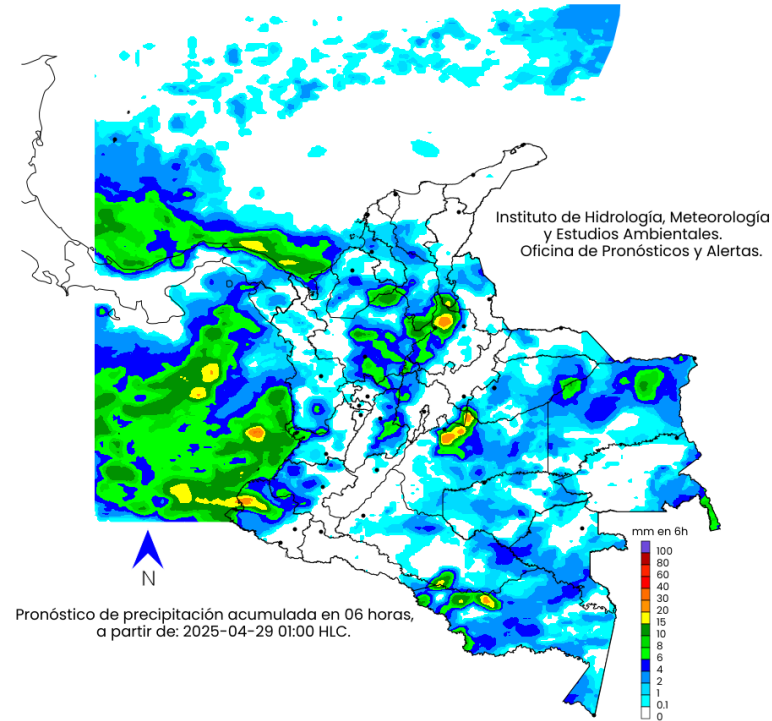 Instituto de Hidrología, Meteorología
y Estudios Ambientales.
Oficina de Pronósticos y Alertas.
mm en 6h
100
80
60
40
30
20
15
10
8
6
4
2
1
0.1
0
N
Pronóstico de precipitación acumulada en 06 horas,
a partir de: 2025-04-29 01:00 HLC.